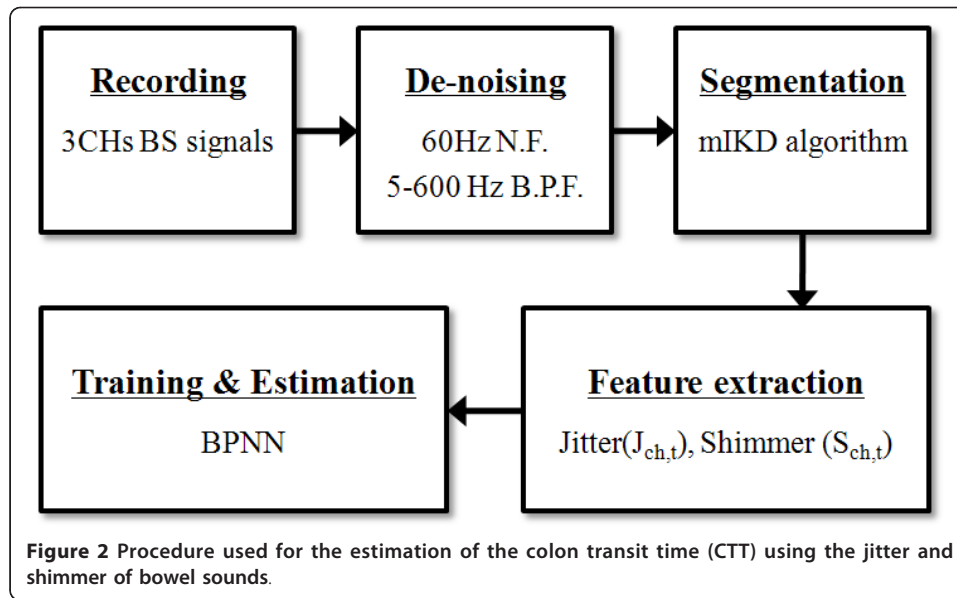 Recording
3CHs BS signals
De-noising
60Hz N.F.
5-600 Hz B.P.F.
Segmentation
mIKD algorithm
Feature extraction
Jitter(J_ch,t), Shimmer (S_ch,t)
Training & Estimation
BPNN
Figure 2 Procedure used for the estimation of the colon transit time (CTT) using the jitter and
shimmer of bowel sounds.